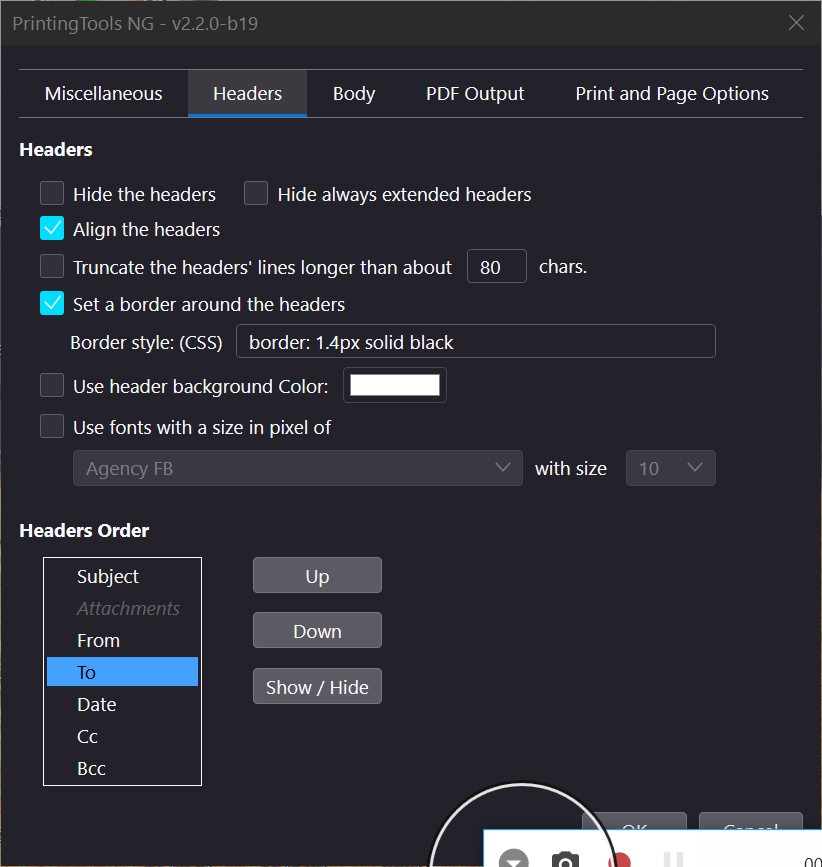 PrintingTools NG - v2.2.0-b19
Miscellaneous Headers Body PDF Output Print and Page Options
Headers
Hide the headers Hide always extended headers
Align the headers
Truncate the headers' lines longer than about 80 chars.
Set a border around the headers
Border style: (CSS) border: 1.4px solid black
Use header background Color:
Use fonts with a size in pixel of
Agency FB with size 10
Headers Order
Subject
Attachments
From
To
Date
Cc
Bcc
Up
Down
Show / Hide
OK Cancel
00